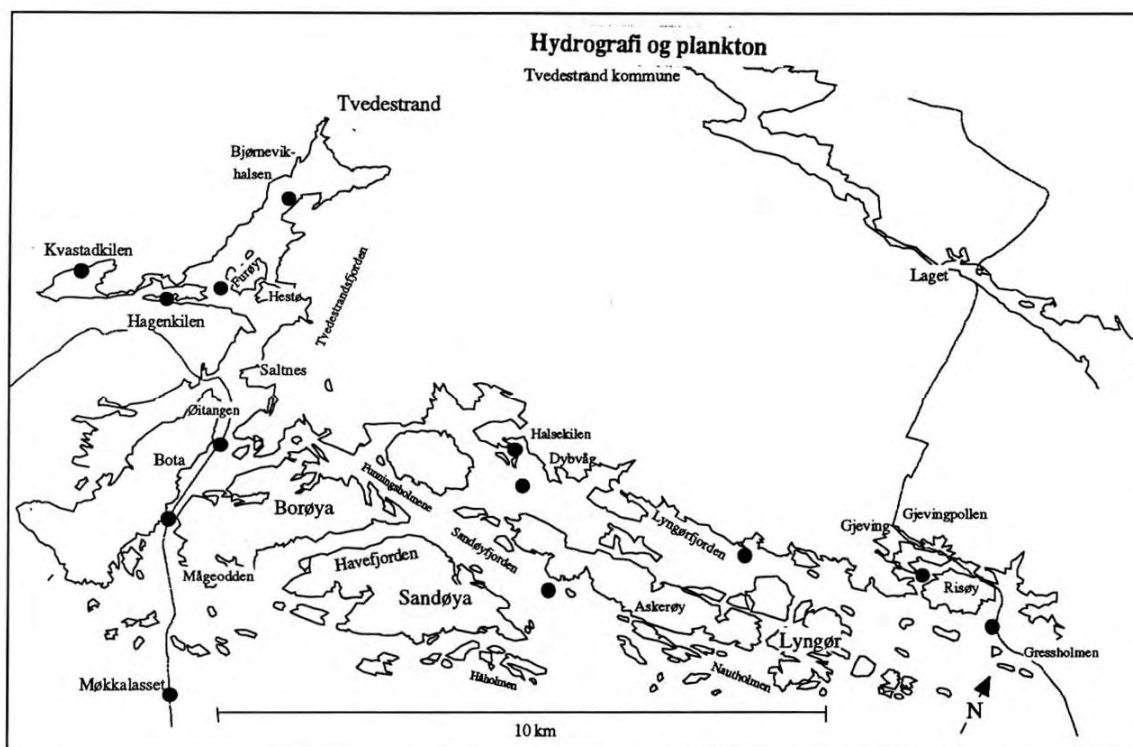 Hydrografi og plankton
Tvedestrand kommune
Tvedestrand
Bjørnevik-
halsen
Kvastadkilen
Furøy
Hestø
Tvedestrandsfjorden
Laget
Hagenkilen
Saltnes
Øitangen
Halsekilen
Dybvåg
Bota
Furuingsholmene
Borøya
Lyngørfjorden
Gjevingpollen
Gjeving
Sandøyfjorden
Havefjorden
Mågeodden
Risøy
Sandøya
Askerøy
Lyngør
Gressholmen
Håholmen
Nautholmen
Møkkalasset
N
10 km